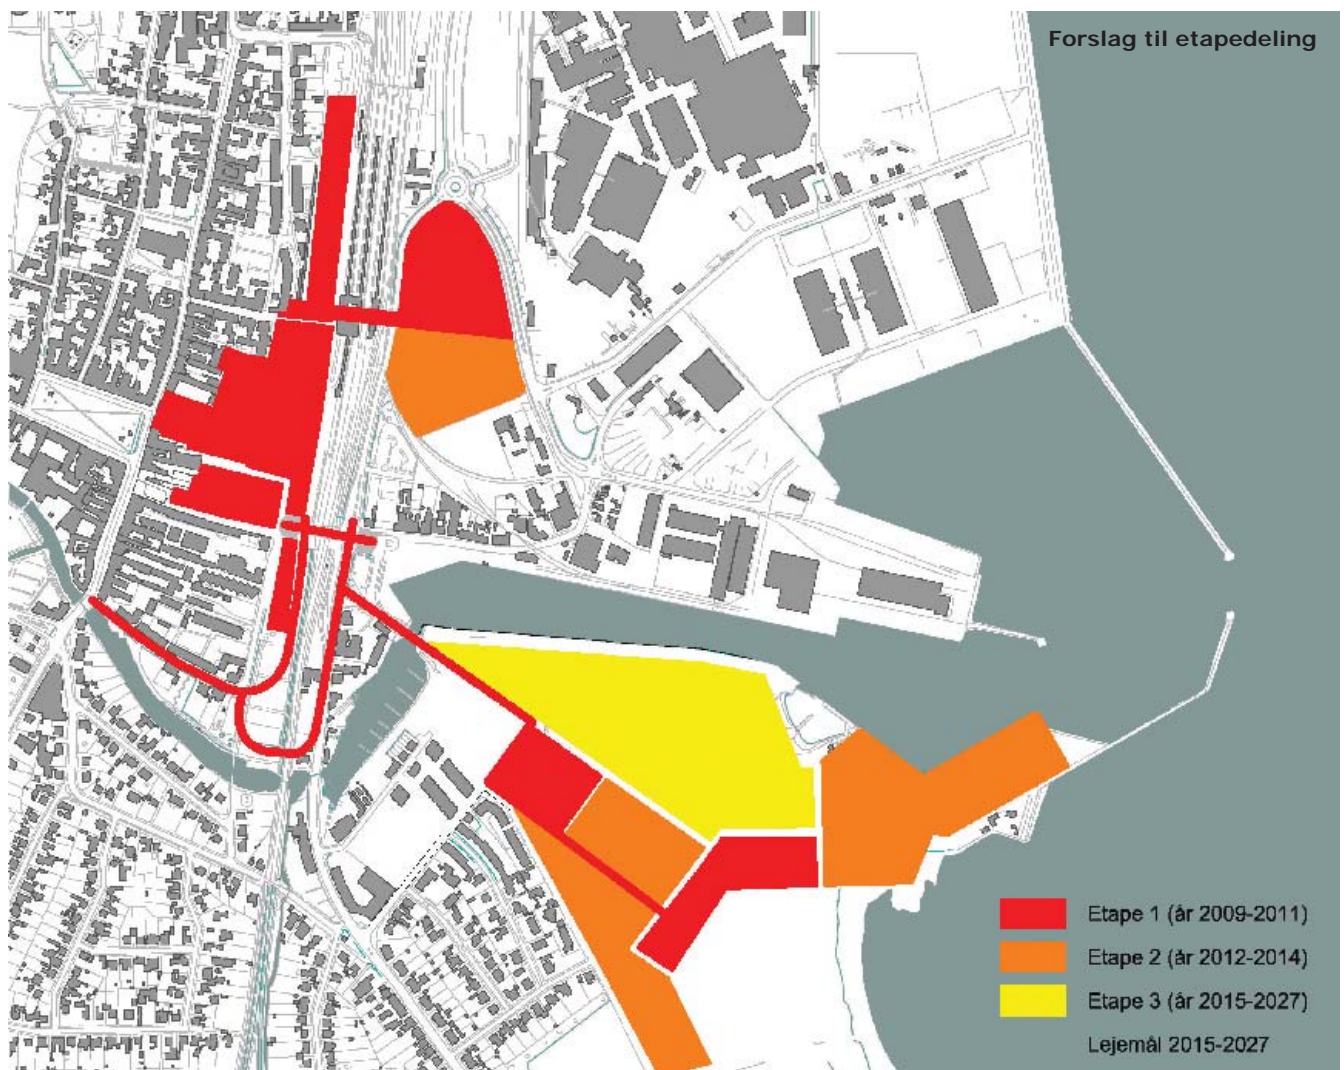 Forslag til etapedeling
Etape 1 (år 2009-2011)
Etape 2 (år 2012-2014)
Etape 3 (år 2015-2027)
Lejemål 2015-2027